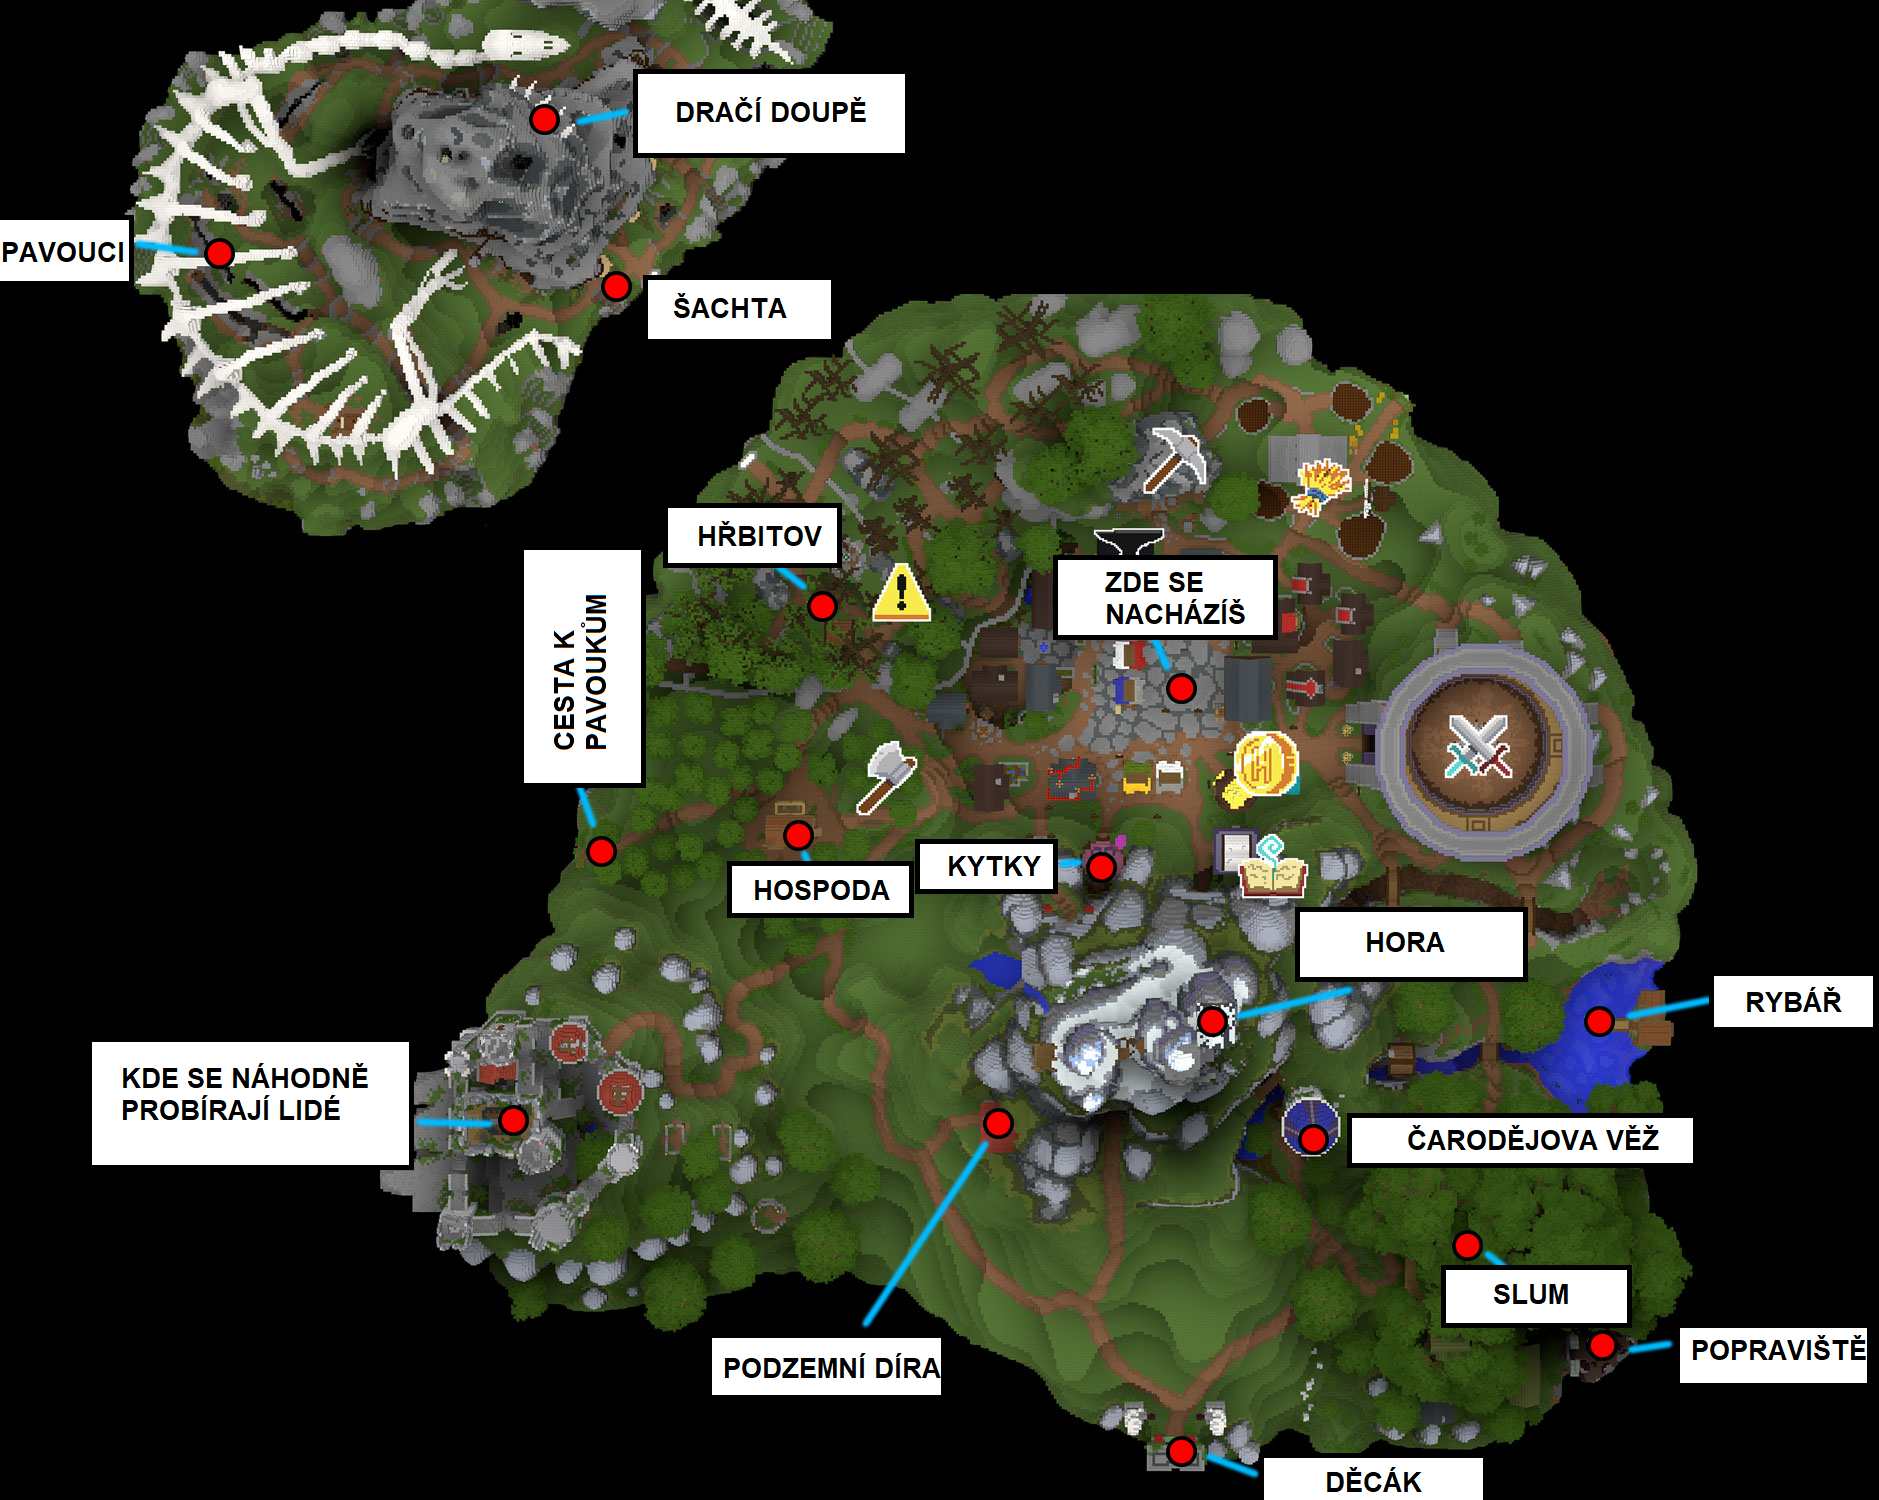 DRAČÍ DOUPĚ
PAVOUCI
ŠACHTA
HŘBITOV
CESTA K
PAVOUKŮM
ZDE SE
NACHÁZÍŠ
KYTKY
HOSPODA
HORA
RYBÁŘ
KDE SE NÁHODNĚ
PROBÍRAJÍ LIDÉ
ČARODĚJOVA VĚŽ
SLUM
POPRAVIŠTĚ
PODZEMNÍ DÍRA
DĚCÁK